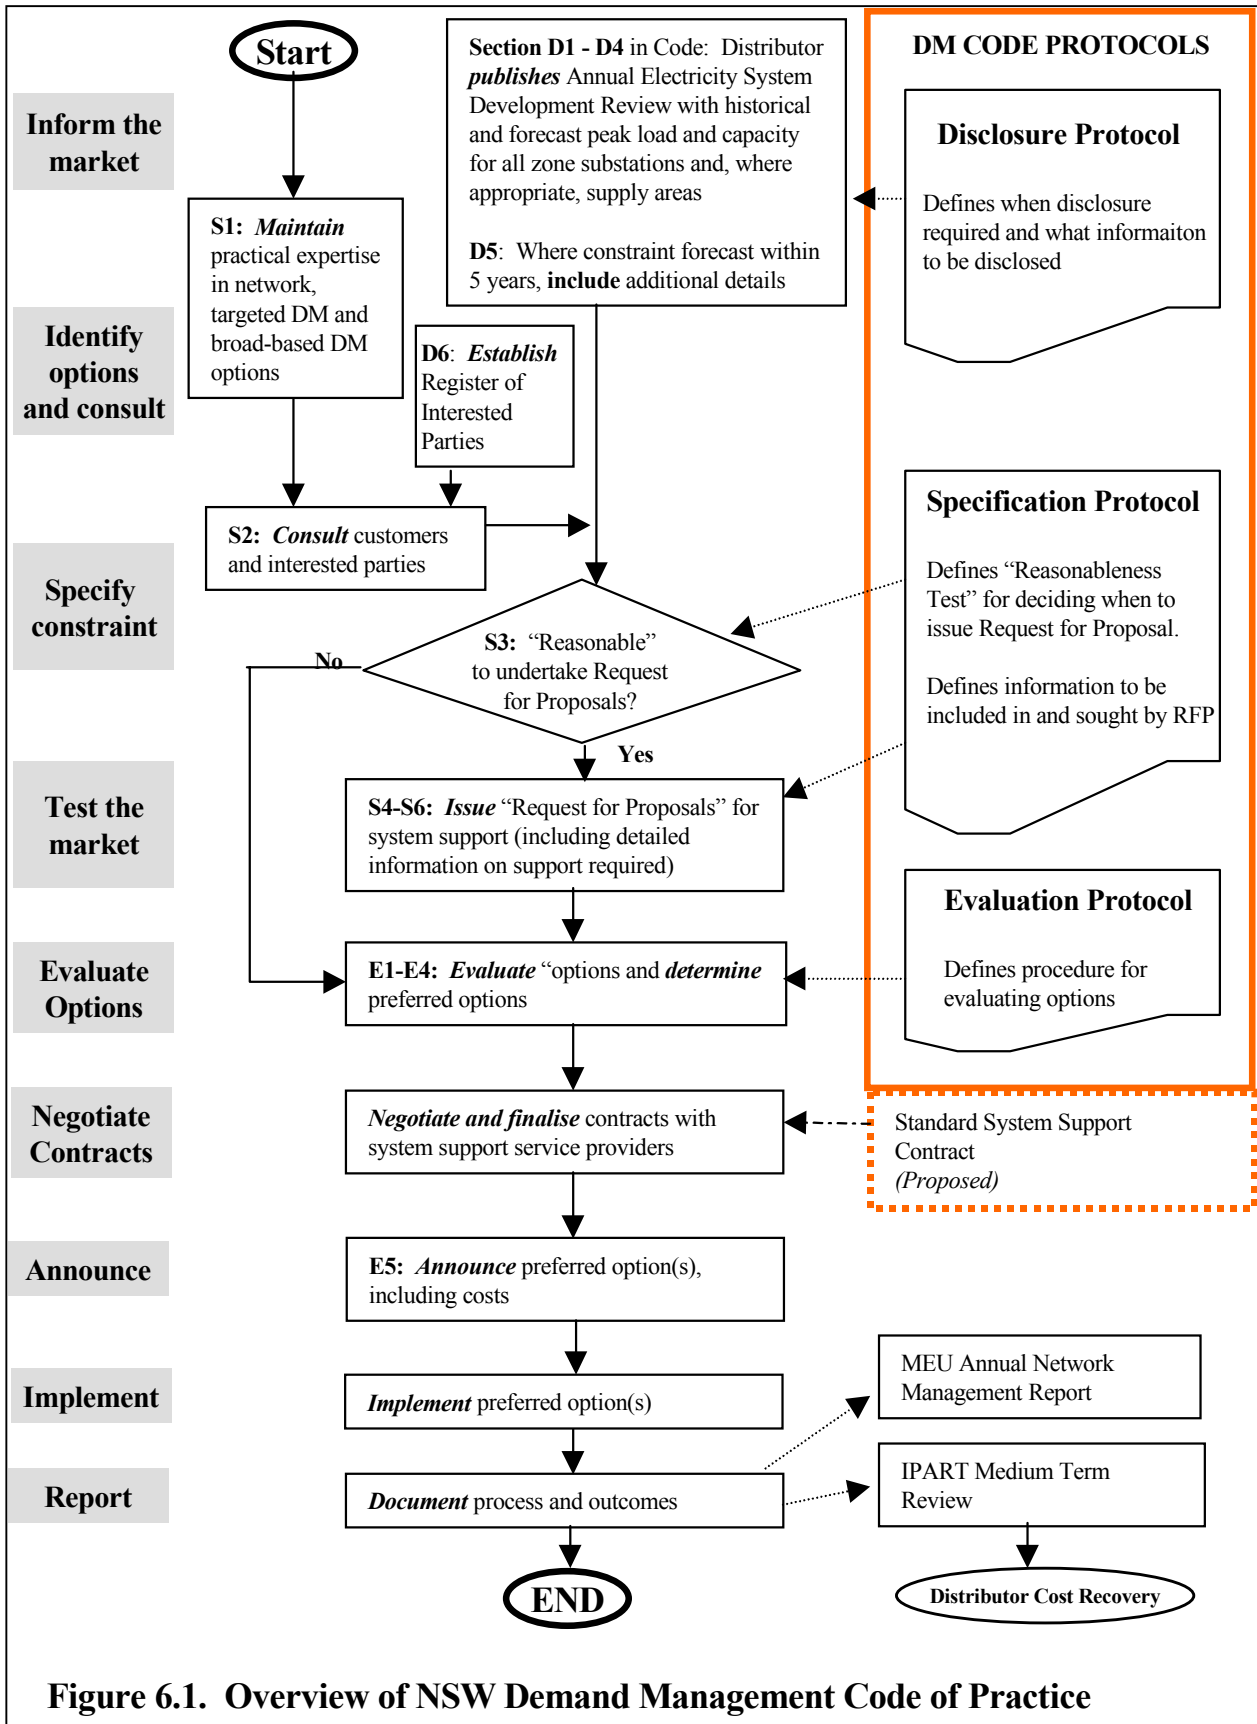 Start
Section D1 - D4 in Code: Distributor
publishes Annual Electricity System
Development Review with historical
and forecast peak load and capacity
for all zone substations and, where
appropriate, supply areas
D5: Where constraint forecast within
5 years, include additional details
DM CODE PROTOCOLS
Inform the
market
Disclosure Protocol
Defines when disclosure
required and what informaiton
to be disclosed
S1: Maintain
practical expertise
in network,
targeted DM and
broad-based DM
options
Identify
options
and consult
D6: Establish
Register of
Interested
Parties
S2: Consult customers
and interested parties
Specification Protocol
Defines “Reasonableness
Test” for deciding when to
issue Request for Proposal.
Defines information to be
included in and sought by RFP
Specify
constraint
S3: “Reasonable”
to undertake Request
for Proposals?
No
Yes
Test the
market
S4-S6: Issue “Request for Proposals” for
system support (including detailed
information on support required)
Evaluation Protocol
Defines procedure for
evaluating options
Evaluate
Options
E1-E4: Evaluate “options and determine
preferred options
Negotiate
Contracts
Negotiate and finalise contracts with
system support service providers
Standard System Support
Contract
(Proposed)
Announce
E5: Announce preferred option(s),
including costs
Implement
Implement preferred option(s)
MEU Annual Network
Management Report
Report
Document process and outcomes
IPART Medium Term
Review
END
Distributor Cost Recovery
Figure 6.1. Overview of NSW Demand Management Code of Practice